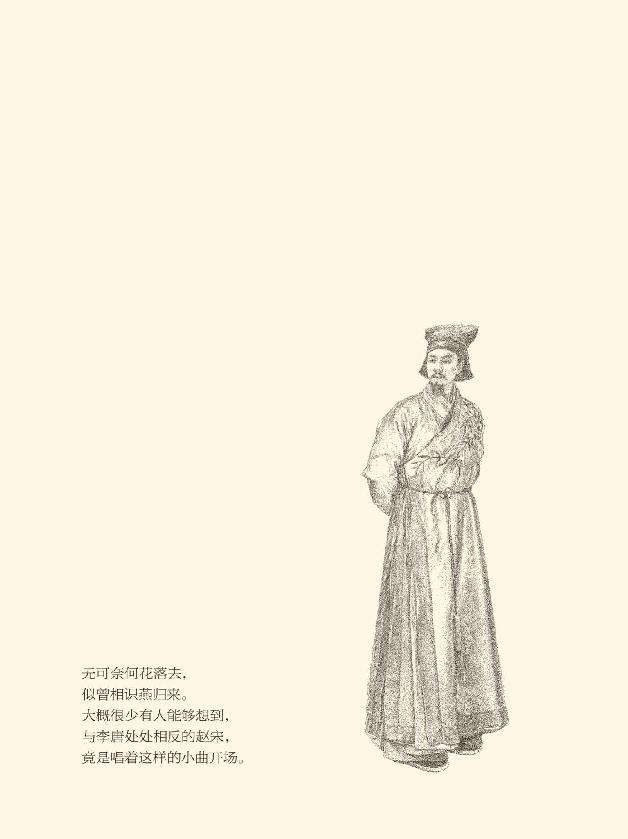 无可奈何花落去，
似曾相识燕归来。
大概很少有人能够想到，
与李唐处处相反的赵宋，
竟是唱着这样的小曲开场。